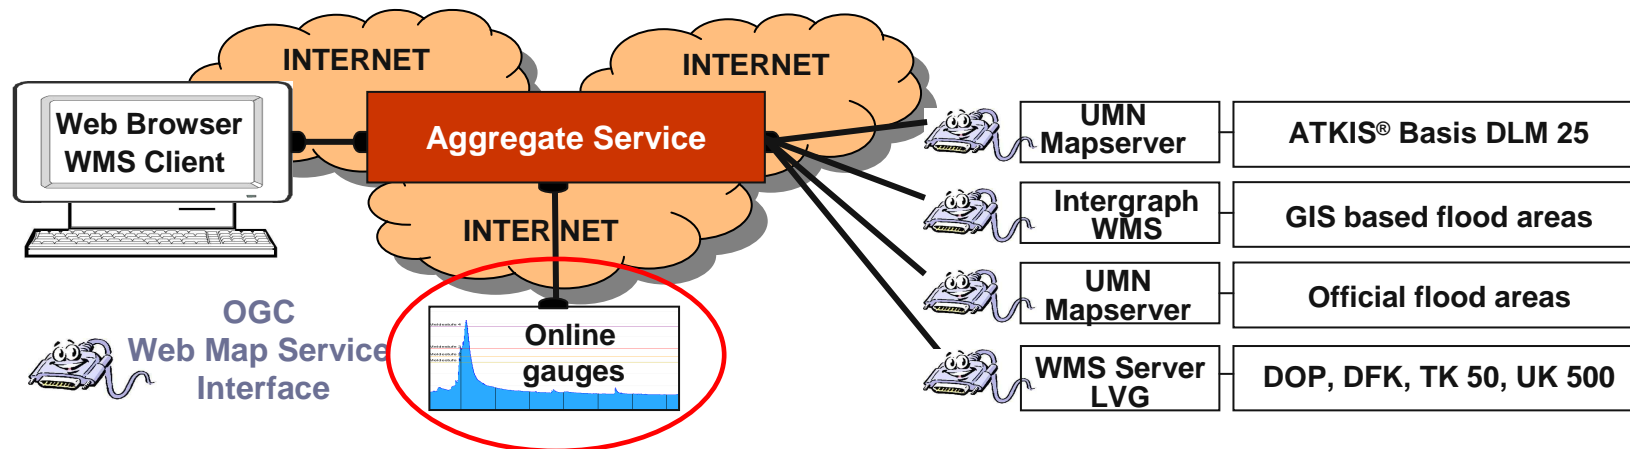 INTERNET
INTERNET
Web Browser
WMS Client
Aggregate Service
UMN
Mapserver
ATKIS® Basis DLM 25
Intergraph
WMS
GIS based flood areas
INTERNET
UMN
Mapserver
Official flood areas
OGC
Web Map Service
Interface
Online
gauges
WMS Server
LVG
DOP, DFK, TK 50, UK 500